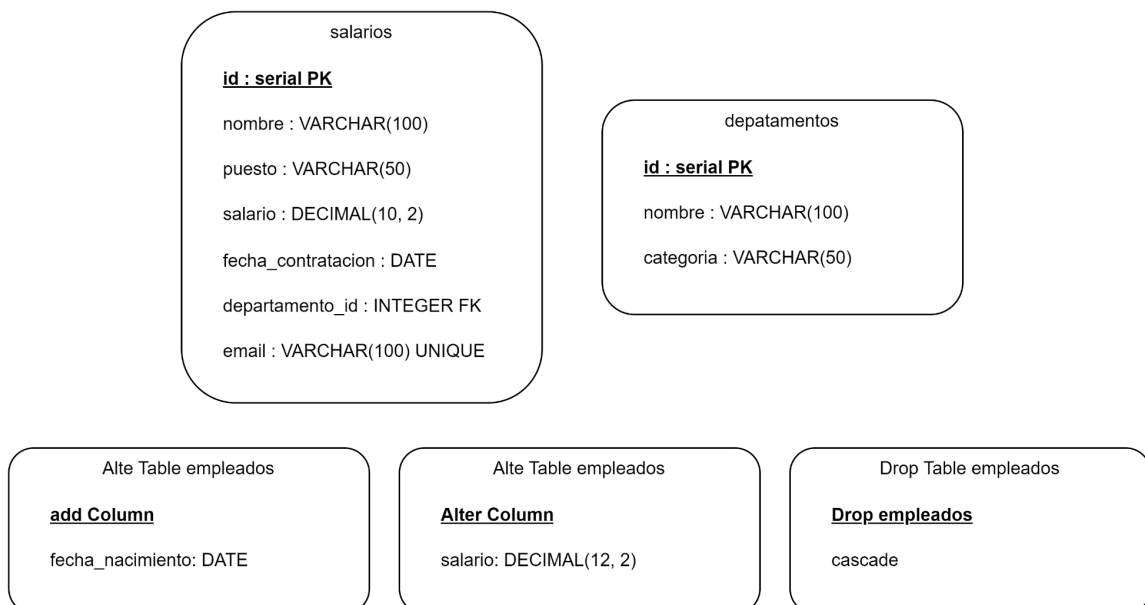 salarios
id : serial PK
nombre : VARCHAR(100)
puesto : VARCHAR(50)
salario : DECIMAL(10, 2)
fecha_contratacion : DATE
departamento_id : INTEGER FK
email : VARCHAR(100) UNIQUE
depatamentos
id : serial PK
nombre : VARCHAR(100)
categoria : VARCHAR(50)
Alte Table empleados
add Column
fecha_nacimiento: DATE
Alte Table empleados
Alter Column
salario: DECIMAL(12, 2)
Drop Table empleados
Drop empleados
cascade